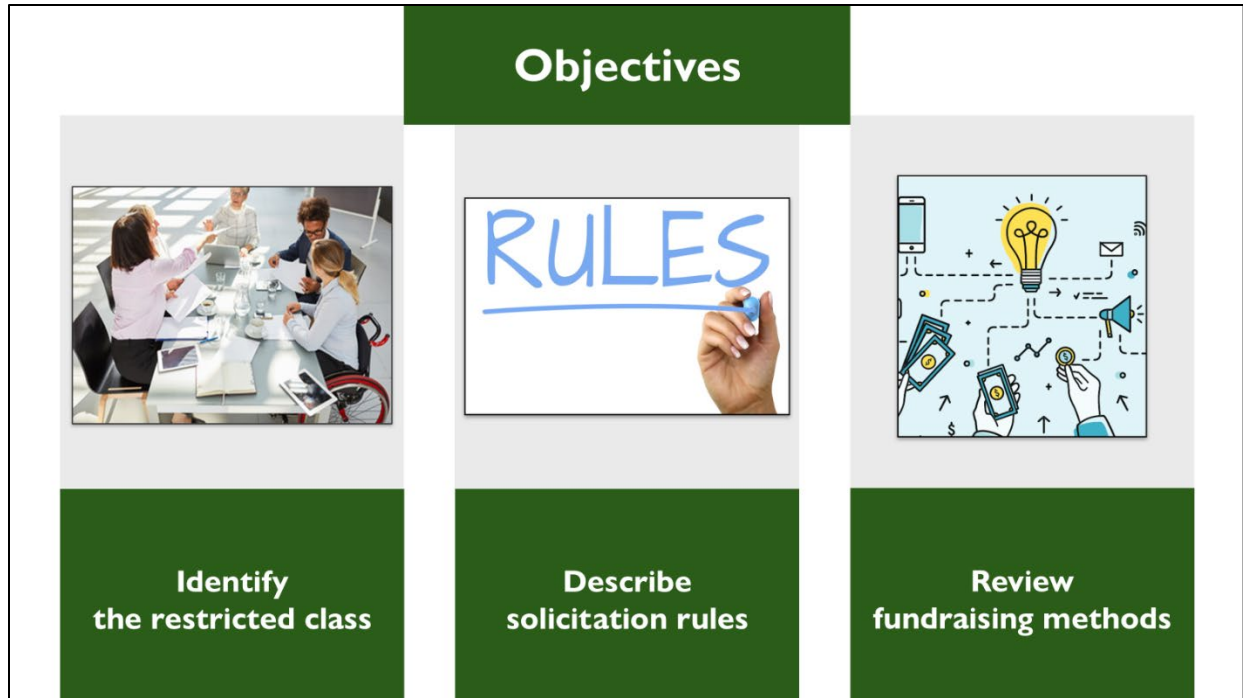 Objectives
RULES
Identify
the restricted class
Describe
solicitation rules
Review
fundraising methods